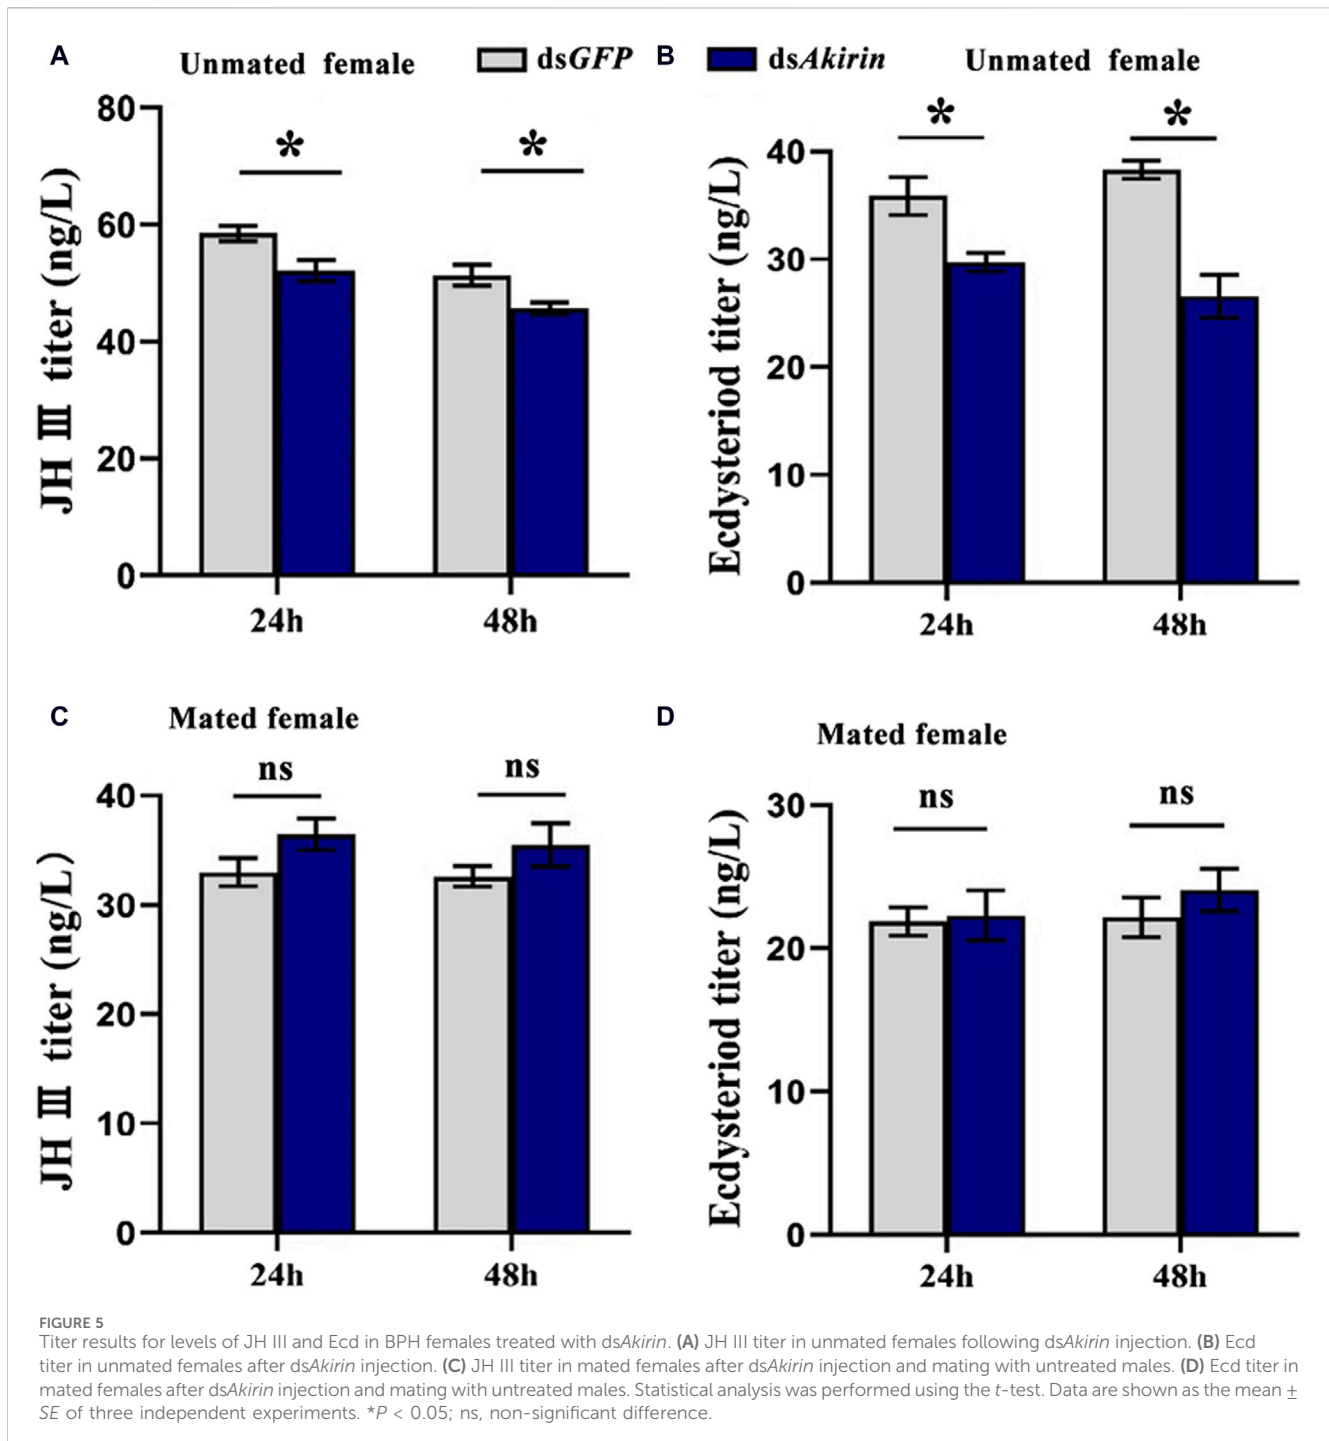 A
Unmated female
dsGFP
B
dsAkirin
Unmated female
JH III titer (ng/L)
80
60
40
20
0
*
*
24h
48h
Ecdysteriod titer (ng/L)
40
30
20
10
0
*
*
24h
48h
C
Mated female
JH III titer (ng/L)
40
30
20
10
0
ns
ns
24h
48h
D
Mated female
Ecdysteriod titer (ng/L)
30
20
10
0
ns
ns
24h
48h
FIGURE 5
Titer results for levels of JH III and Ecd in BPH females treated with dsAkirin. (A) JH III titer in unmated females following dsAkirin injection. (B) Ecd
titer in unmated females after dsAkirin injection. (C) JH III titer in mated females after dsAkirin injection and mating with untreated males. (D) Ecd titer in
mated females after dsAkirin injection and mating with untreated males. Statistical analysis was performed using the t-test. Data are shown as the mean ±
SE of three independent experiments. *P < 0.05; ns, non-significant difference.